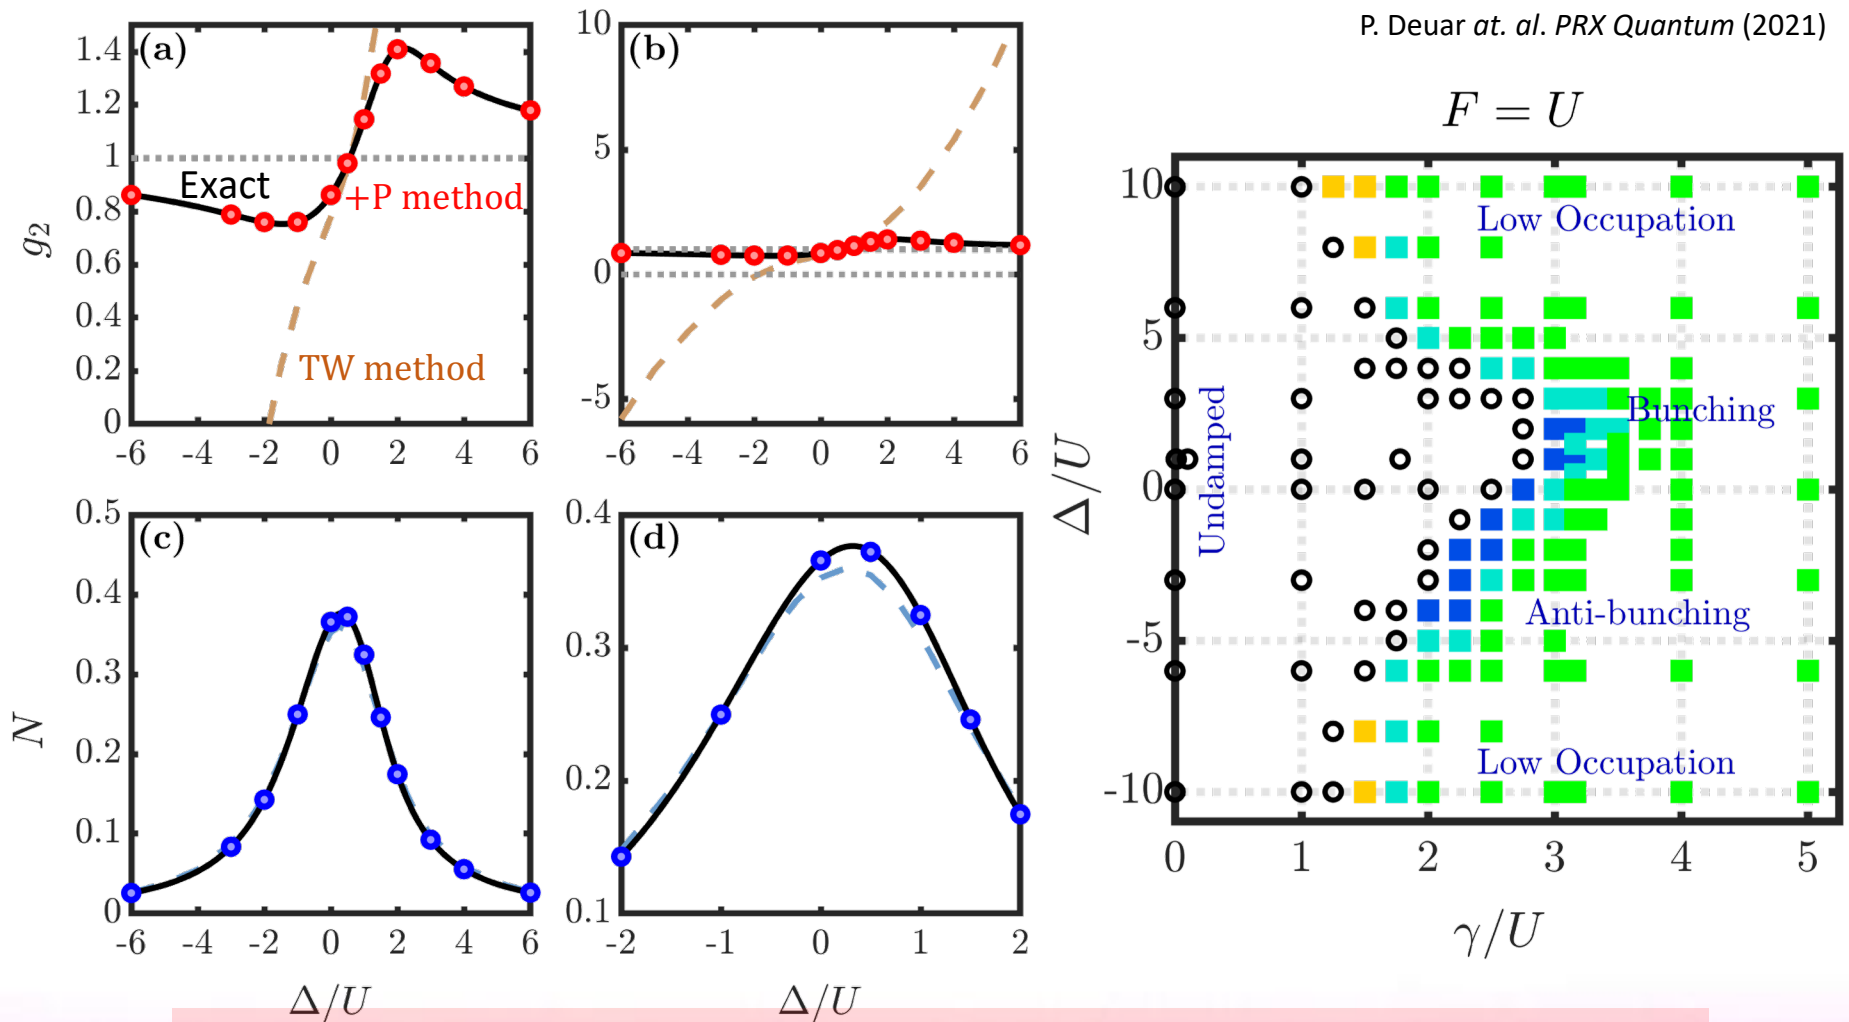 P. Deuar at. al. PRX Quantum (2021)
(a)
1.4
1.2
1
0.8
0.6
0.4
0.2
0
g₂
Exact
+P method
TW method
-6 -4 -2 0 2 4 6
(b)
10
5
0
-5
-6 -4 -2 0 2 4 6
(c)
0.5
0.4
0.3
0.2
0.1
0
N
-6 -4 -2 0 2 4 6
Δ/U
(d)
0.4
0.3
0.2
0.1
-2 -1 0 1 2
Δ/U
F = U
10
5
0
-5
-10
Δ/U
Low Occupation
Bunching
Undamped
Anti-bunching
Low Occupation
0 1 2 3 4 5
γ/U